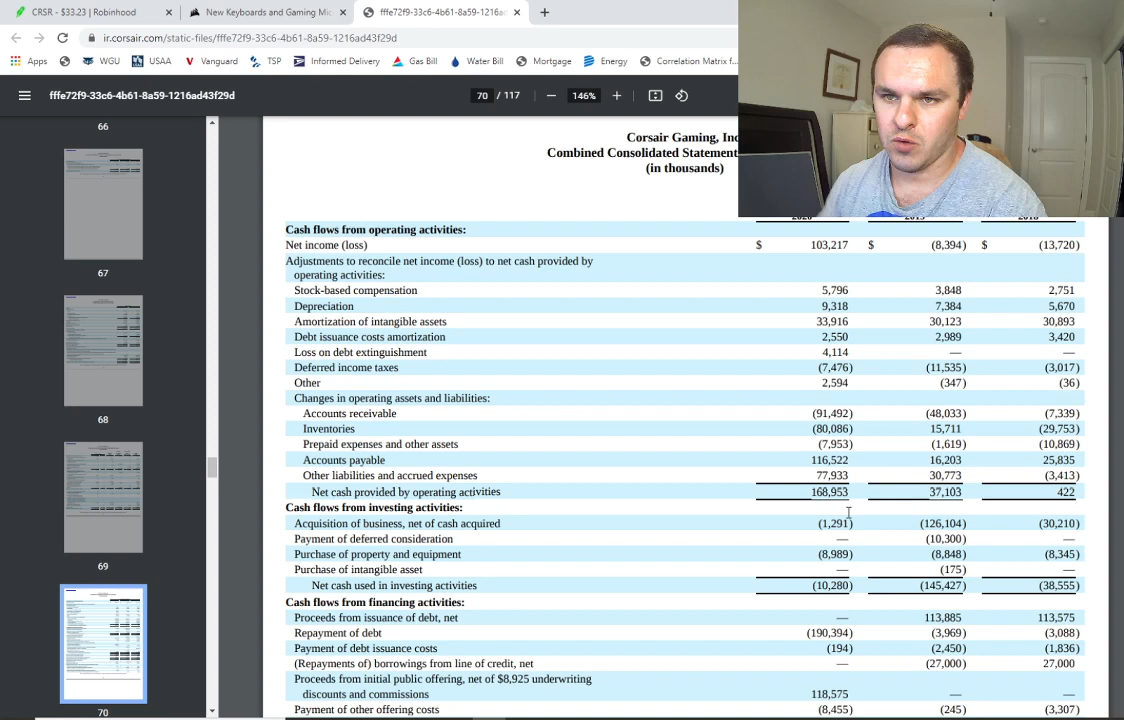 CRSR - $33.23 | Robinhood × New Keyboards and Gaming Mic × fffe72f9-33c6-4b61-8a59-1216a × +
ir.corsair.com/static-files/fffe72f9-33c6-4b61-8a59-1216ad43f29d
Apps WGU USAA Vanguard TSP Informed Delivery Gas Bill Water Bill Mortgage Energy Correlation Matrix f...
fffe72f9-33c6-4b61-8a59-1216ad43f29d 70 / 117 − 146% +
66
67
68
69
70
Corsair Gaming, Inc
Combined Consolidated Statement
(in thousands)
Cash flows from operating activities:
Net income (loss) $ 103,217 $ (8,394) $ (13,720)
Adjustments to reconcile net income (loss) to net cash provided by
operating activities:
Stock-based compensation 5,796 3,848 2,751
Depreciation 9,318 7,384 5,670
Amortization of intangible assets 33,916 30,123 30,893
Debt issuance costs amortization 2,550 2,989 3,420
Loss on debt extinguishment 4,114 — —
Deferred income taxes (7,476) (11,535) (3,017)
Other 2,594 (347) (36)
Changes in operating assets and liabilities:
Accounts receivable (91,492) (48,033) (7,339)
Inventories (80,086) 15,711 (29,753)
Prepaid expenses and other assets (7,953) (1,619) (10,869)
Accounts payable 116,522 16,203 25,835
Other liabilities and accrued expenses 77,933 30,773 (3,413)
Net cash provided by operating activities 168,953 37,103 422
Cash flows from investing activities:
Acquisition of business, net of cash acquired (1,291) (126,104) (30,210)
Payment of deferred consideration — (10,300) —
Purchase of property and equipment (8,989) (8,848) (8,345)
Purchase of intangible asset — (175) —
Net cash used in investing activities (10,280) (145,427) (38,555)
Cash flows from financing activities:
Proceeds from issuance of debt, net — 113,885 113,575
Repayment of debt (190,394) (3,969) (3,088)
Payment of debt issuance costs (194) (2,450) (1,836)
(Repayments of) borrowings from line of credit, net — (27,000) 27,000
Proceeds from initial public offering, net of $8,925 underwriting
discounts and commissions 118,575 — —
Payment of other offering costs (8,455) (245) (3,307)